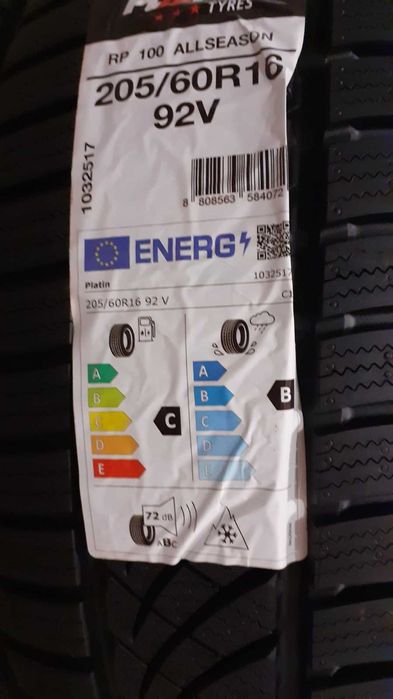 TYRES
RP 100 ALLSEASON
205/60R16
92V
1032517
8 808563 584072
ENERG
Platin
1032517
205/60R16 92 V
C1
A
B
C
D
E
C
A
B
C
D
E
B
72 dB
ABC